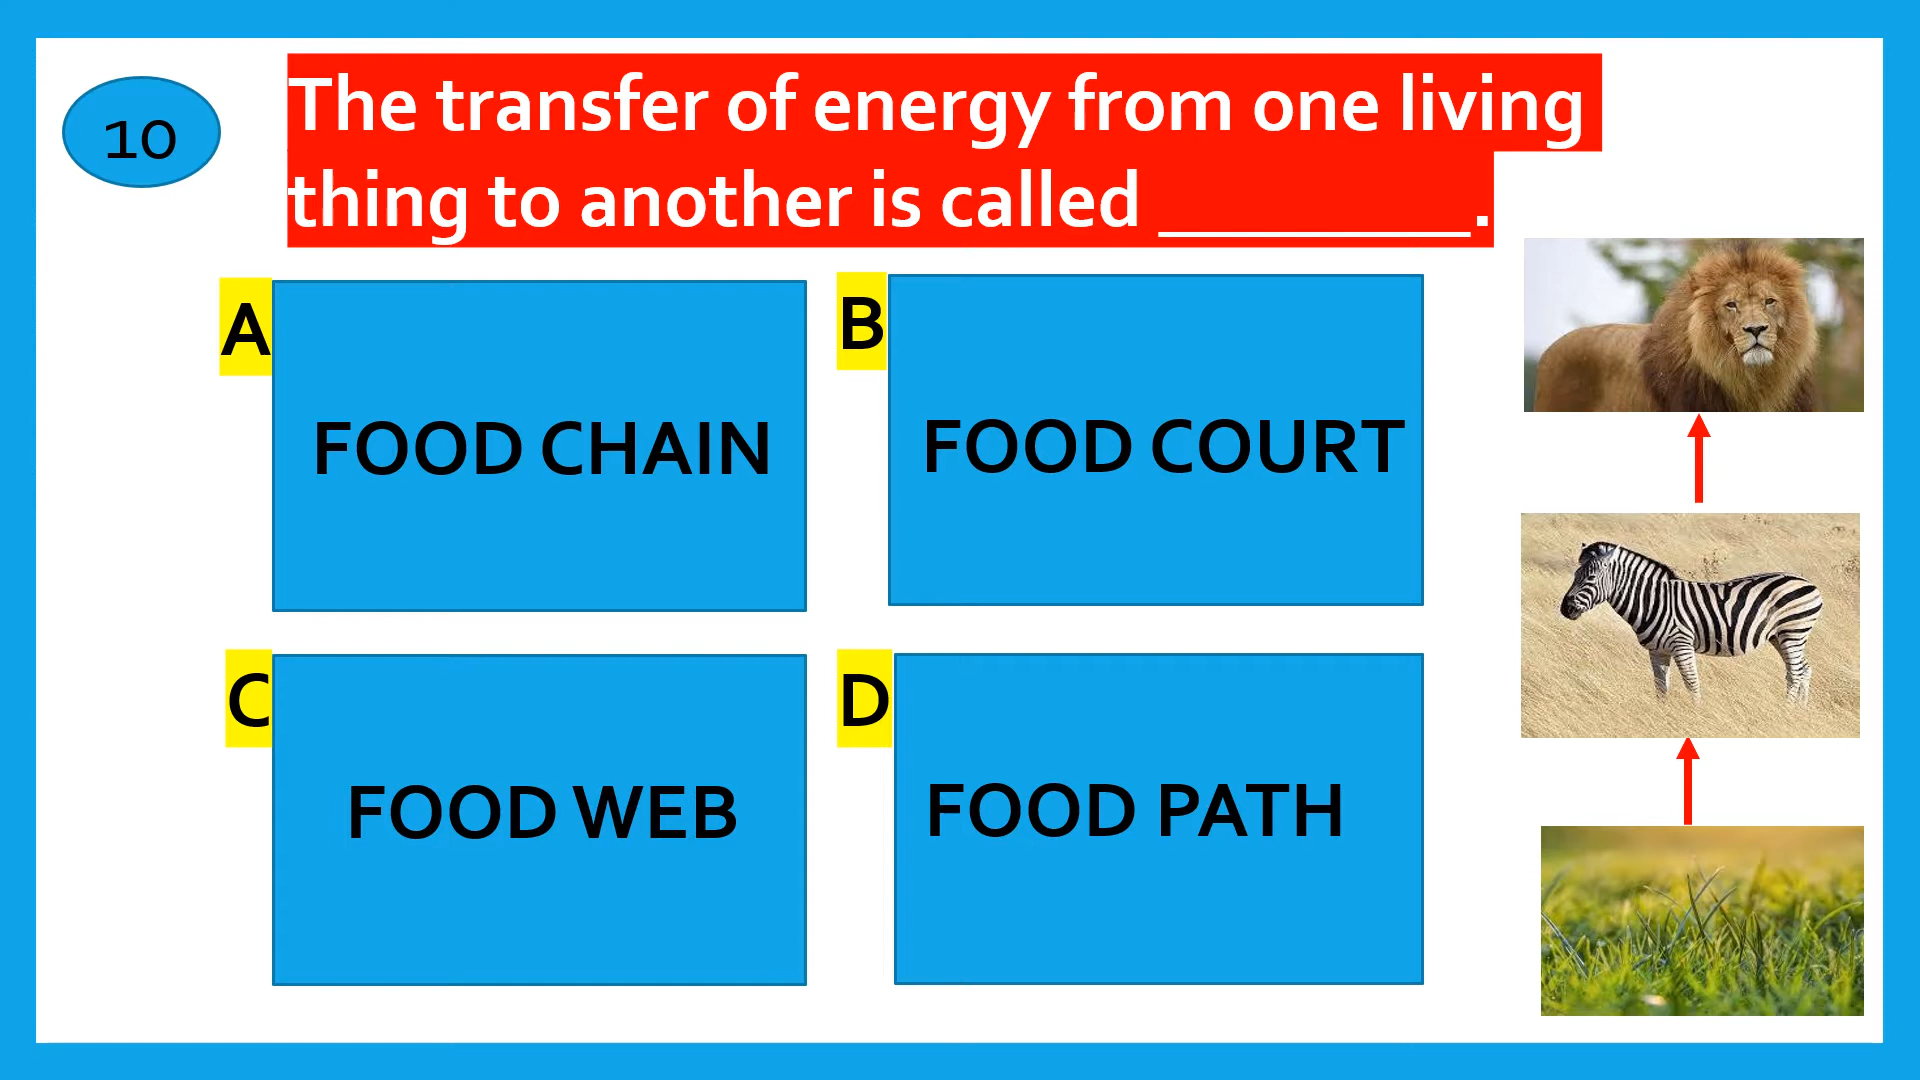 10
The transfer of energy from one living
thing to another is called _________.
A
FOOD CHAIN
B
FOOD COURT
C
FOOD WEB
D
FOOD PATH